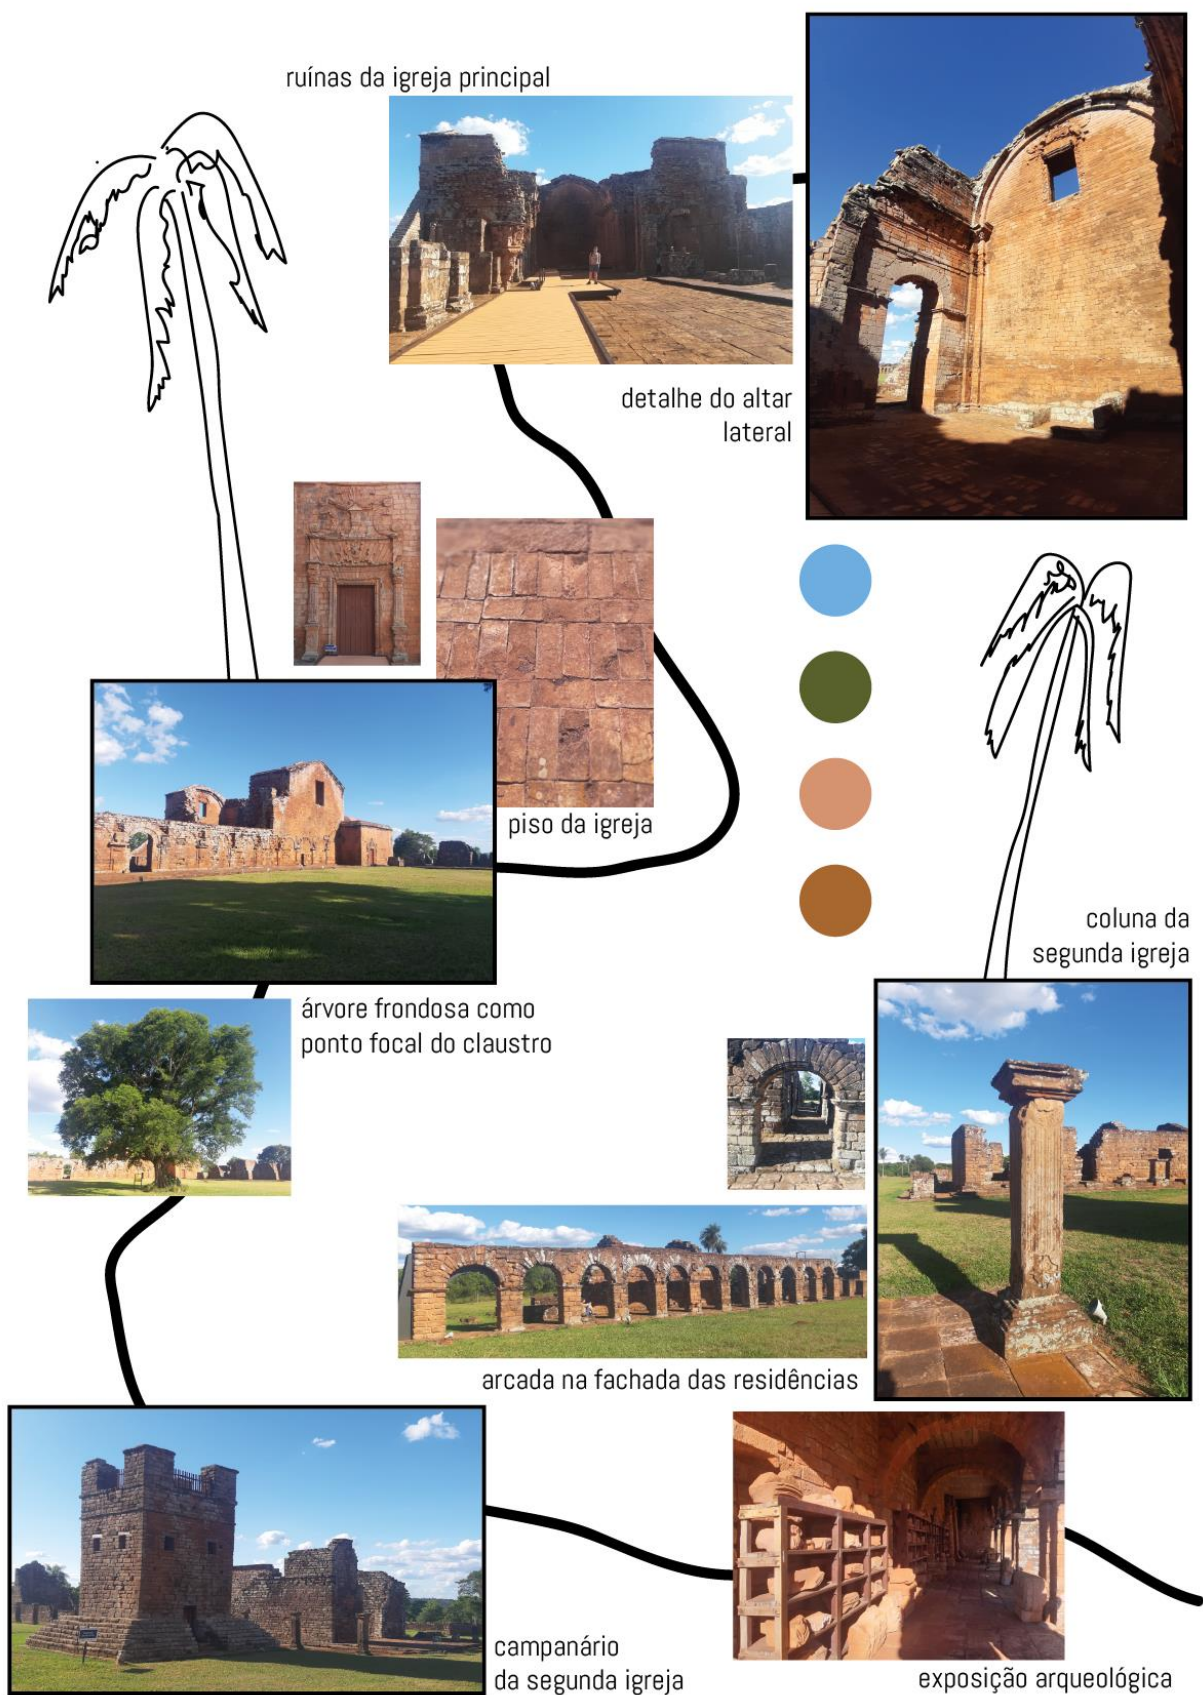 ruínas da igreja principal
detalhe do altar
lateral
piso da igreja
coluna da
segunda igreja
árvore frondosa como
ponto focal do claustro
arcada na fachada das residências
campanário
da segunda igreja
exposição arqueológica